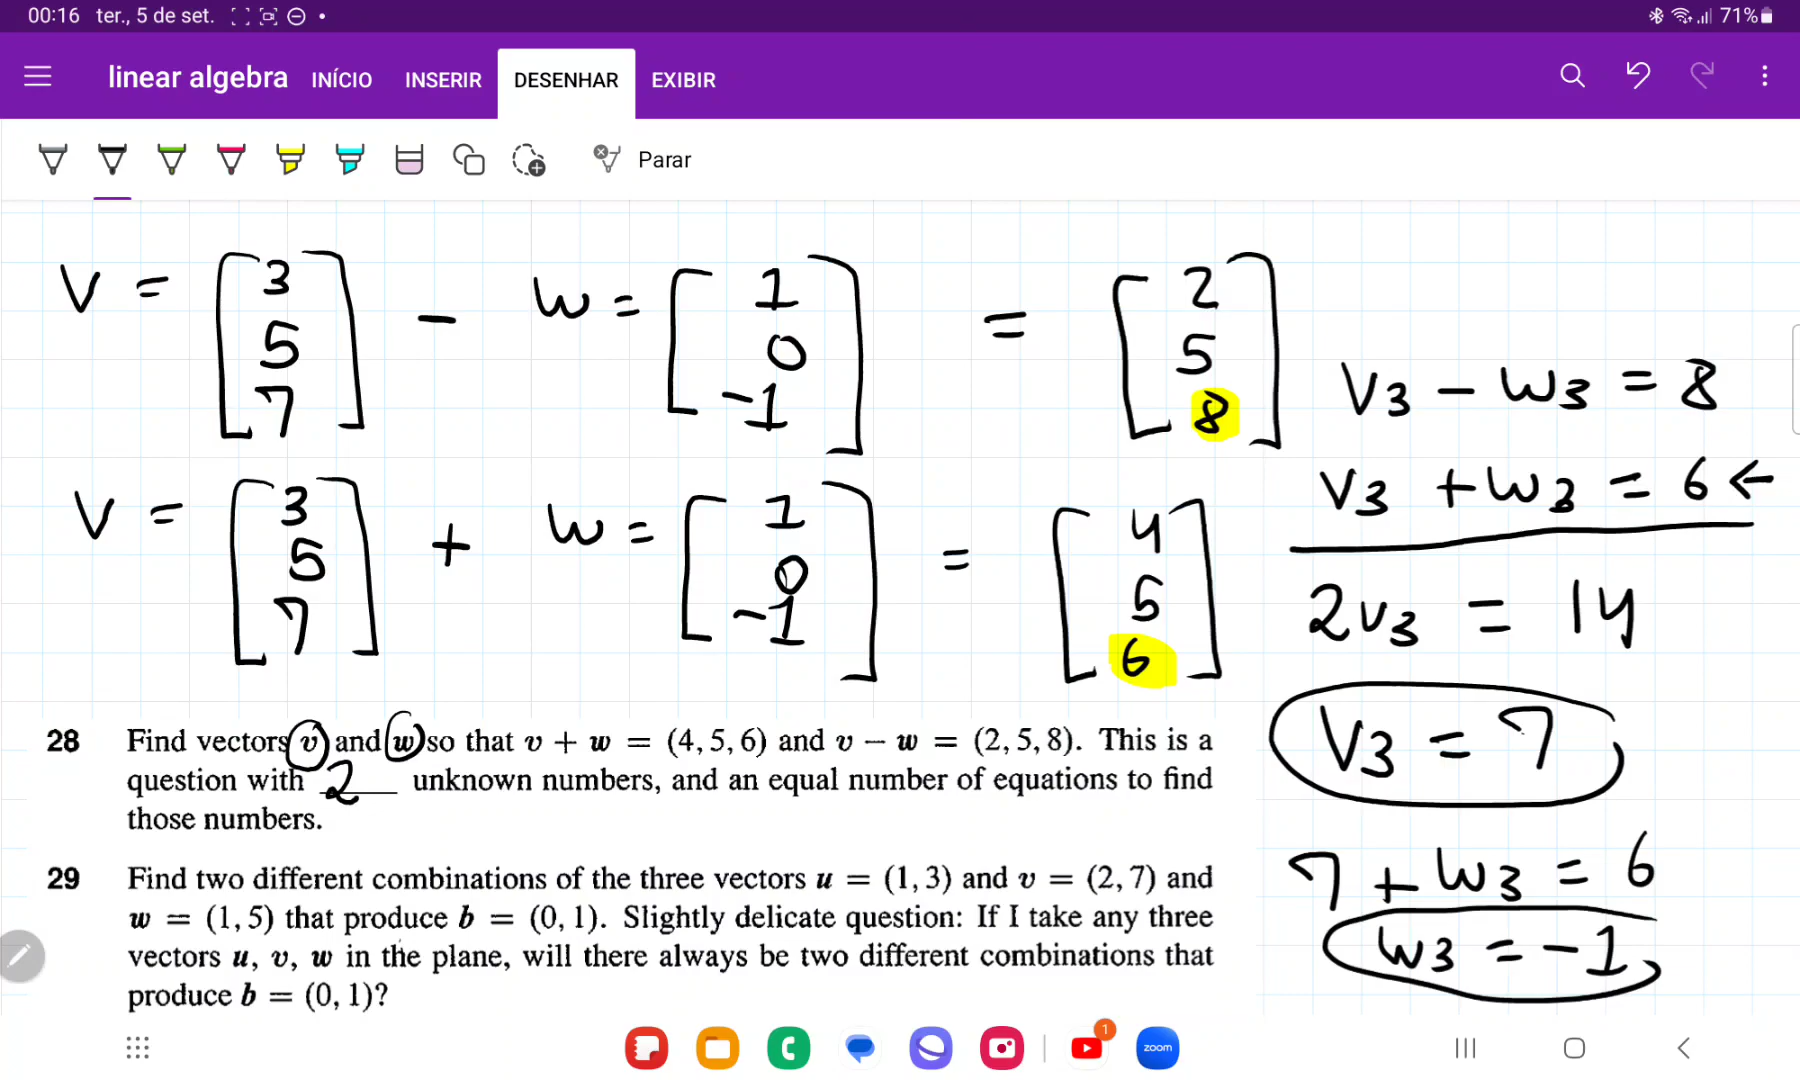 00:16 ter., 5 de set. 71%
linear algebra INÍCIO INSERIR DESENHAR EXIBIR
Parar
V = [3 5 7] - W = [1 0 -1] = [2 5 8]
V3 - W3 = 8
V = [3 5 7] + W = [1 0 -1] = [4 5 6]
V3 + W3 = 6 ←
2V3 = 14
V3 = 7
7 + W3 = 6
W3 = -1
28 Find vectors v and w so that v + w = (4, 5, 6) and v − w = (2, 5, 8). This is a
question with 2 unknown numbers, and an equal number of equations to find
those numbers.
29 Find two different combinations of the three vectors u = (1, 3) and v = (2, 7) and
w = (1, 5) that produce b = (0, 1). Slightly delicate question: If I take any three
vectors u, v, w in the plane, will there always be two different combinations that
produce b = (0, 1)?
1
zoom